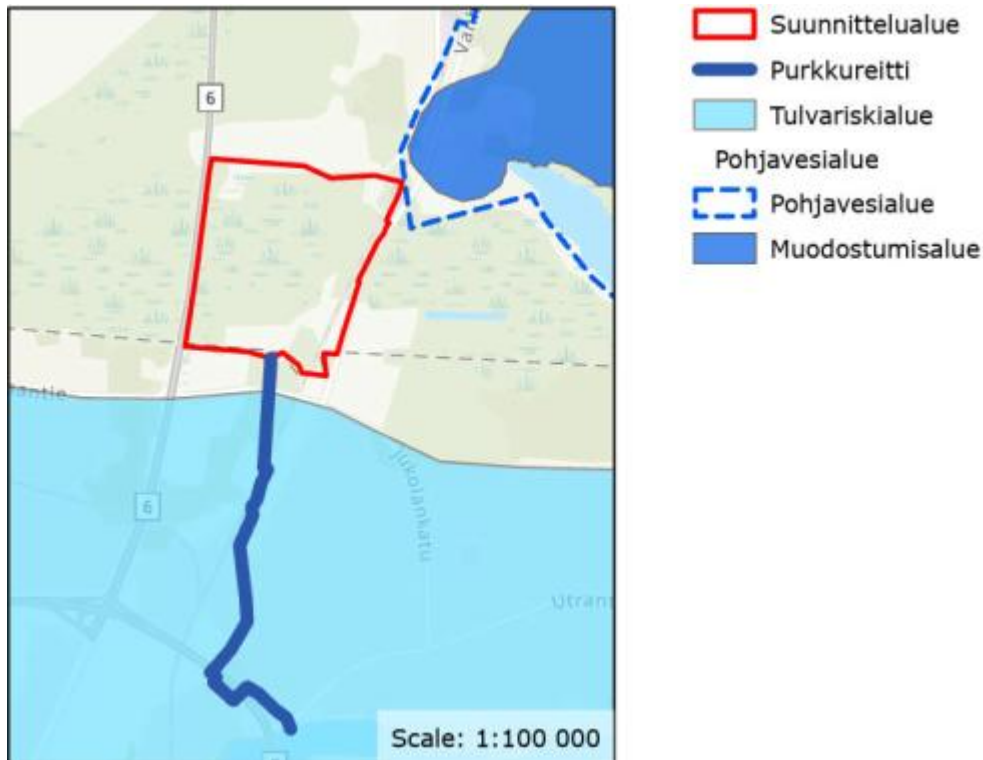 Suunnittelualue
Purkkureitti
Tulvariskialue
Pohjavesialue
Pohjavesialue
Muodostumisalue
6
6
Jukolankatu
Scale: 1:100 000